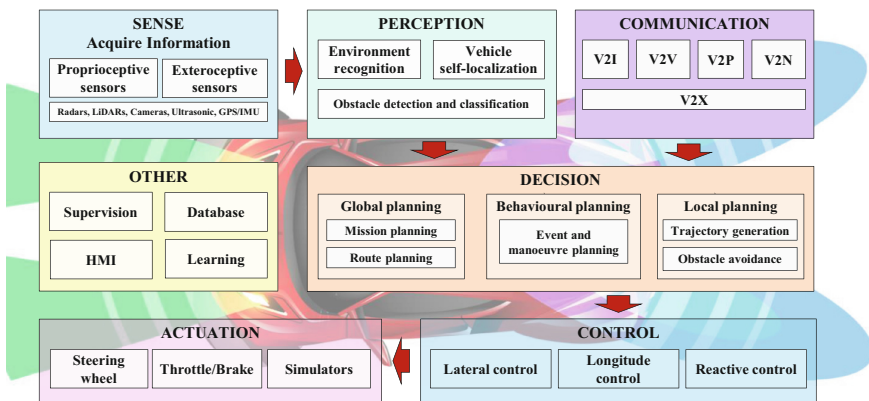 SENSE
Acquire Information
Proprioceptive
sensors
Exteroceptive
sensors
Radars, LiDARs, Cameras, Ultrasonic, GPS/IMU
PERCEPTION
Environment
recognition
Vehicle
self-localization
Obstacle detection and classification
COMMUNICATION
V2I
V2V
V2P
V2N
V2X
OTHER
Supervision
Database
HMI
Learning
DECISION
Global planning
Mission planning
Route planning
Behavioural planning
Event and
manoeuvre planning
Local planning
Trajectory generation
Obstacle avoidance
ACTUATION
Steering
wheel
Throttle/Brake
Simulators
CONTROL
Lateral control
Longitude
control
Reactive control